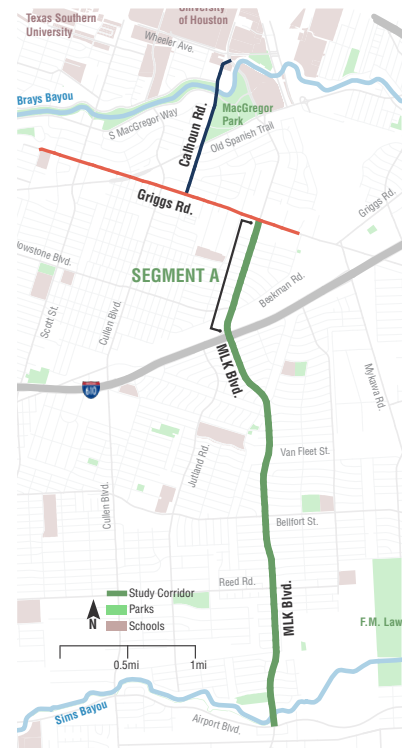 Texas Southern
University
University
of Houston
Wheeler Ave.
Brays Bayou
S MacGregor Way
MacGregor
Park
Calhoun Rd.
Old Spanish Trail
Griggs Rd.
Griggs Rd.
lowstone Blvd.
SEGMENT A
Beekman Rd.
Scott St.
Cullen Blvd.
MLK Blvd.
610
Mykawa Rd.
Jutland Rd.
Van Fleet St.
Cullen Blvd.
Bellfort St.
Reed Rd.
MLK Blvd.
Study Corridor
Parks
Schools
N
0.5mi
1mi
F.M. Law
Sims Bayou
Airport Blvd.